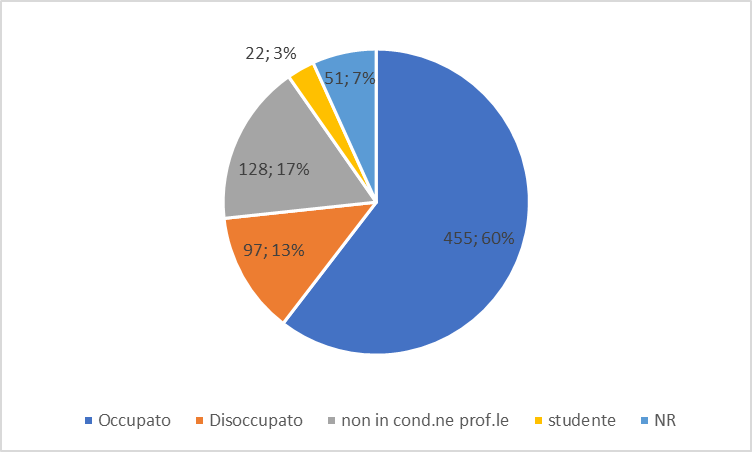 22; 3%
51; 7%
128; 17%
455; 60%
97; 13%
Occupato
Disoccupato
non in cond.ne prof.le
studente
NR